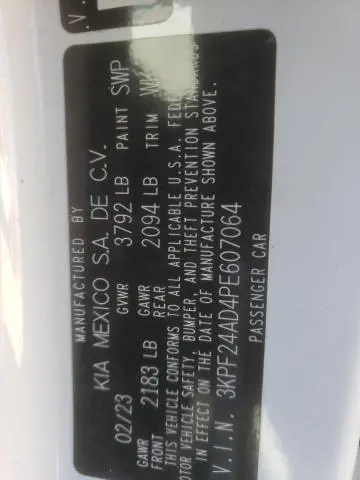 MANUFACTURED BY
KIA MEXICO S.A. DE C.V.
02/23 GVWR 3792 LB PAINT SWP
GAWR FRONT 2183 LB GAWR REAR 2094 LB TRIM WK
THIS VEHICLE CONFORMS TO ALL APPLICABLE U.S.A. FEDE
MOTOR VEHICLE SAFETY, BUMPER, AND THEFT PREVENTION STANDARDS
IN EFFECT ON THE DATE OF MANUFACTURE SHOWN ABOVE.
V.I.N. 3KPF24AD4PE607064
PASSENGER CAR